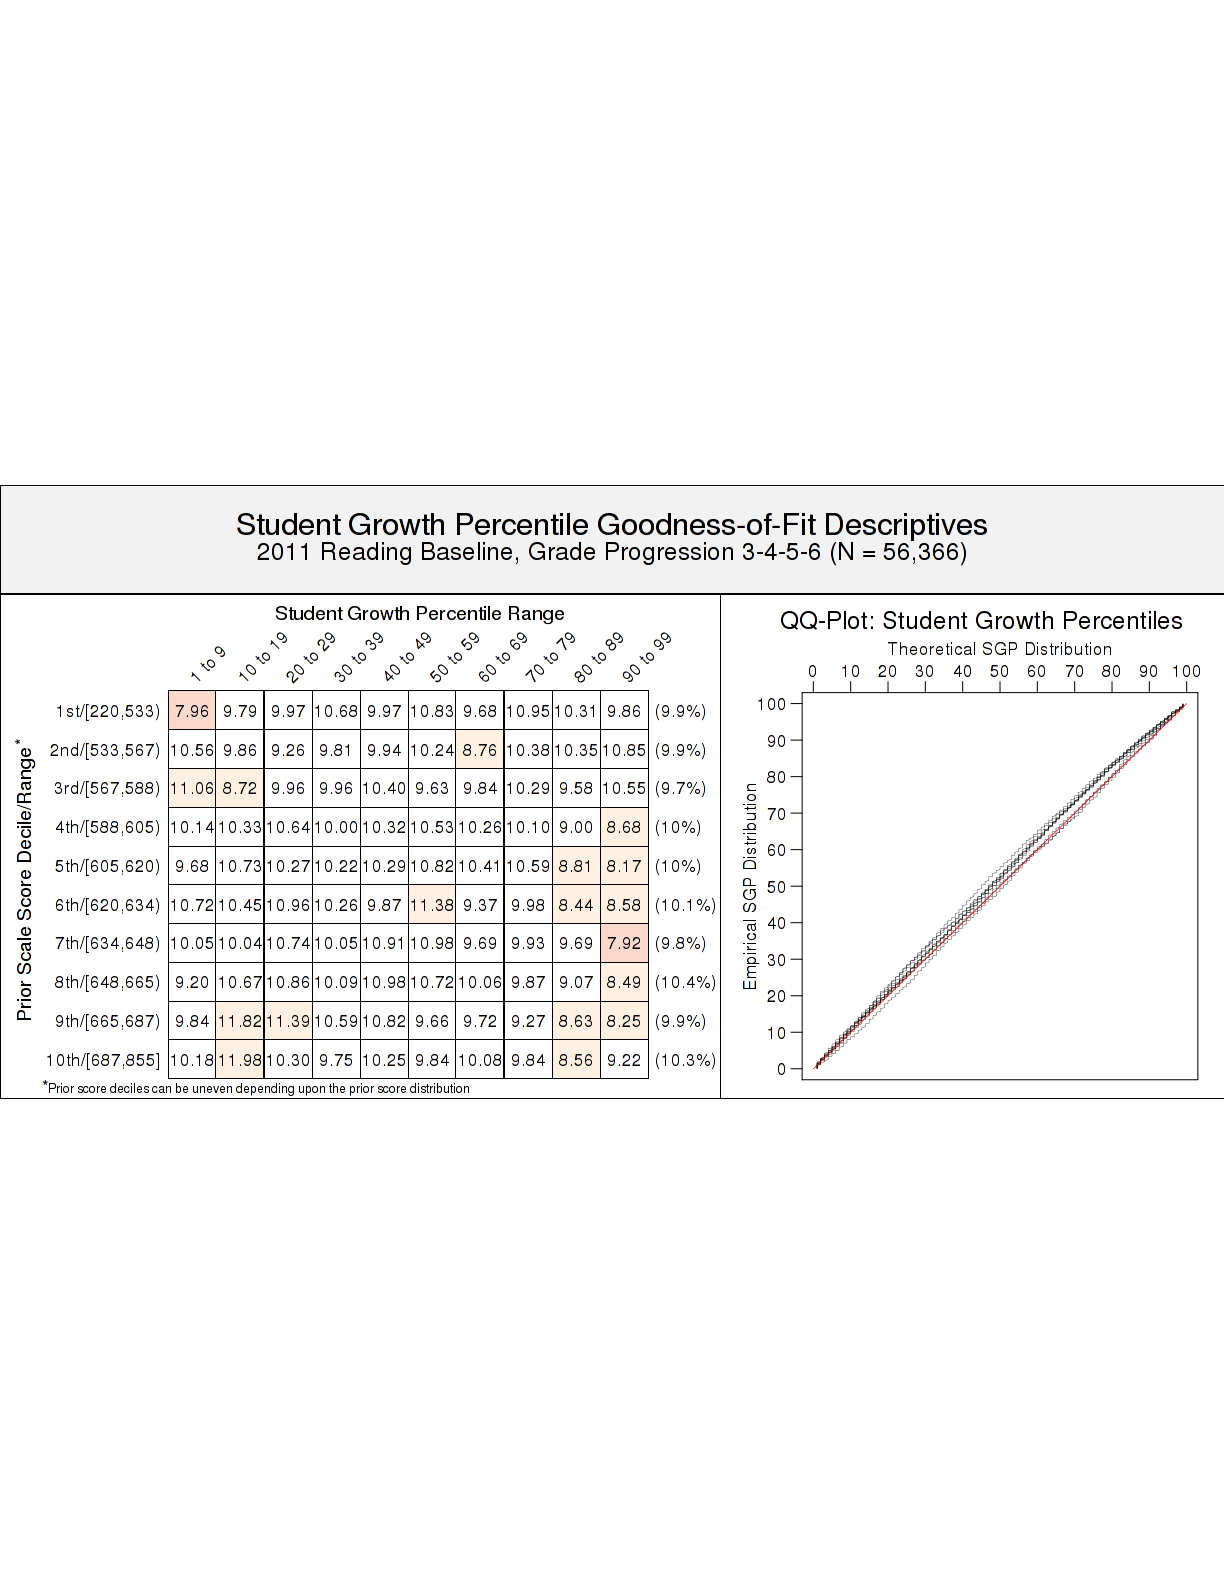 Student Growth Percentile Goodness-of-Fit Descriptives
2011 Reading Baseline, Grade Progression 3-4-5-6 (N = 56,366)
Student Growth Percentile Range
1 to 9 10 to 19 20 to 29 30 to 39 40 to 49 50 to 59 60 to 69 70 to 79 80 to 89 90 to 99
Prior Scale Score Decile/Range*
1st/[220,533) 7.96 9.79 9.97 10.68 9.97 10.83 9.68 10.95 10.31 9.86 (9.9%)
2nd/[533,567) 10.56 9.86 9.26 9.81 9.94 10.24 8.76 10.38 10.35 10.85 (9.9%)
3rd/[567,588) 11.06 8.72 9.96 9.96 10.40 9.63 9.84 10.29 9.58 10.55 (9.7%)
4th/[588,605) 10.14 10.33 10.64 10.00 10.32 10.53 10.26 10.10 9.00 8.68 (10%)
5th/[605,620) 9.68 10.73 10.27 10.22 10.29 10.82 10.41 10.59 8.81 8.17 (10%)
6th/[620,634) 10.72 10.45 10.96 10.26 9.87 11.38 9.37 9.98 8.44 8.58 (10.1%)
7th/[634,648) 10.05 10.04 10.74 10.05 10.91 10.98 9.69 9.93 9.69 7.92 (9.8%)
8th/[648,665) 9.20 10.67 10.86 10.09 10.98 10.72 10.06 9.87 9.07 8.49 (10.4%)
9th/[665,687) 9.84 11.82 11.39 10.59 10.82 9.66 9.72 9.27 8.63 8.25 (9.9%)
10th/[687,855] 10.18 11.98 10.30 9.75 10.25 9.84 10.08 9.84 8.56 9.22 (10.3%)
*Prior score deciles can be uneven depending upon the prior score distribution
QQ-Plot: Student Growth Percentiles
Theoretical SGP Distribution
0 10 20 30 40 50 60 70 80 90 100
Empirical SGP Distribution
100
90
80
70
60
50
40
30
20
10
0